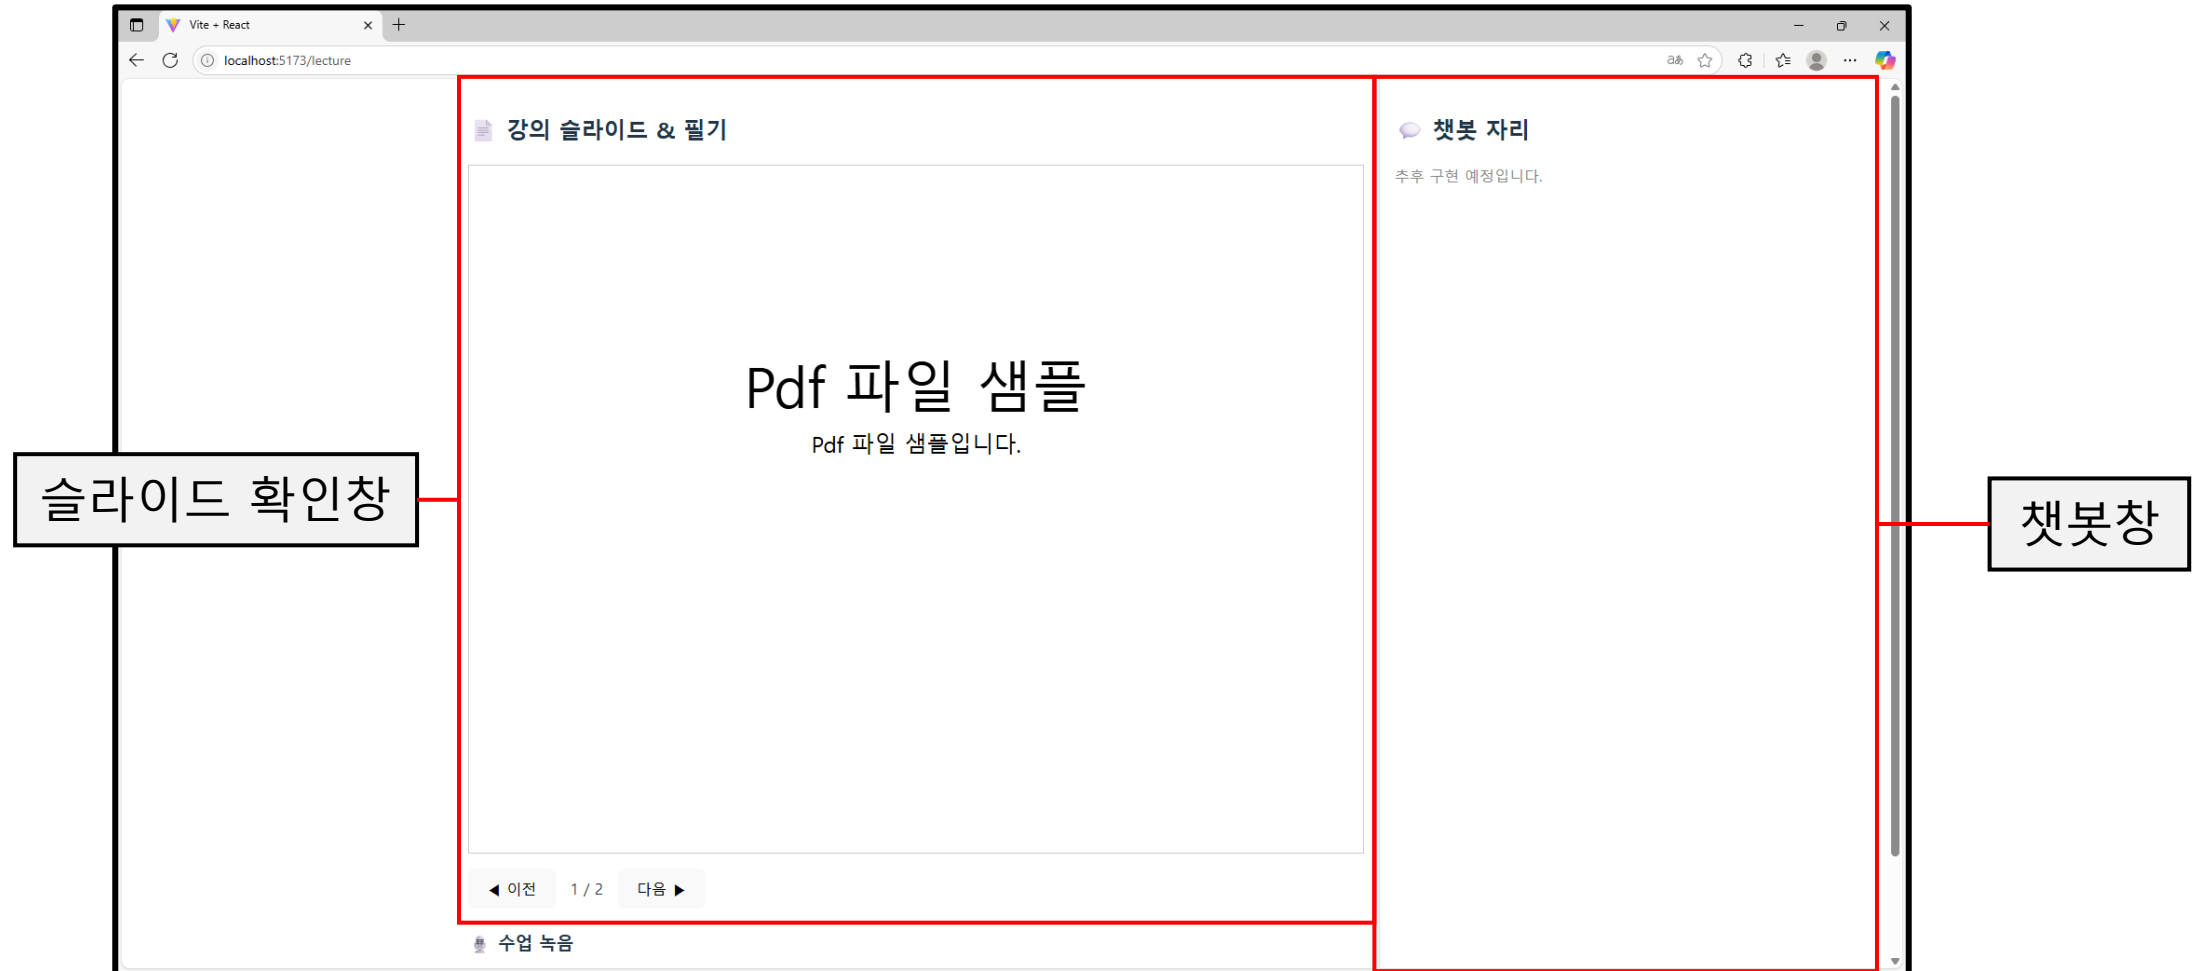 Vite + React
localhost:5173/lecture
강의 슬라이드 & 필기
챗봇 자리
추후 구현 예정입니다.
Pdf 파일 샘플
Pdf 파일 샘플입니다.
슬라이드 확인창
챗봇창
◀ 이전 1 / 2 다음 ▶
수업 녹음